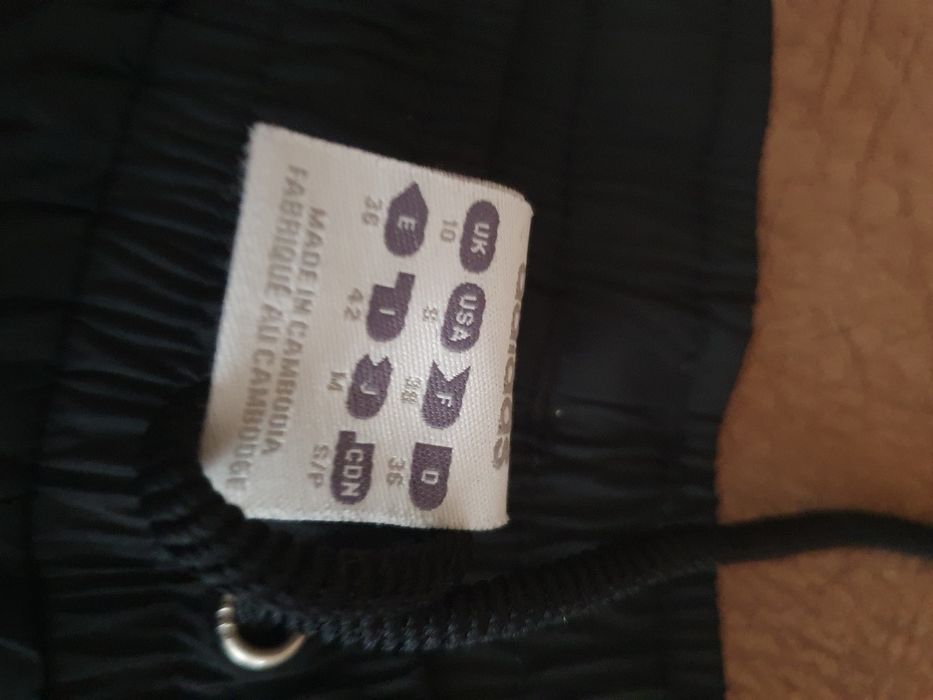 adidas
UK USA F D
10 8 38 36
E I J CDN
36 42 M S/P
MADE IN CAMBODIA
FABRIQUE AU CAMBODGE